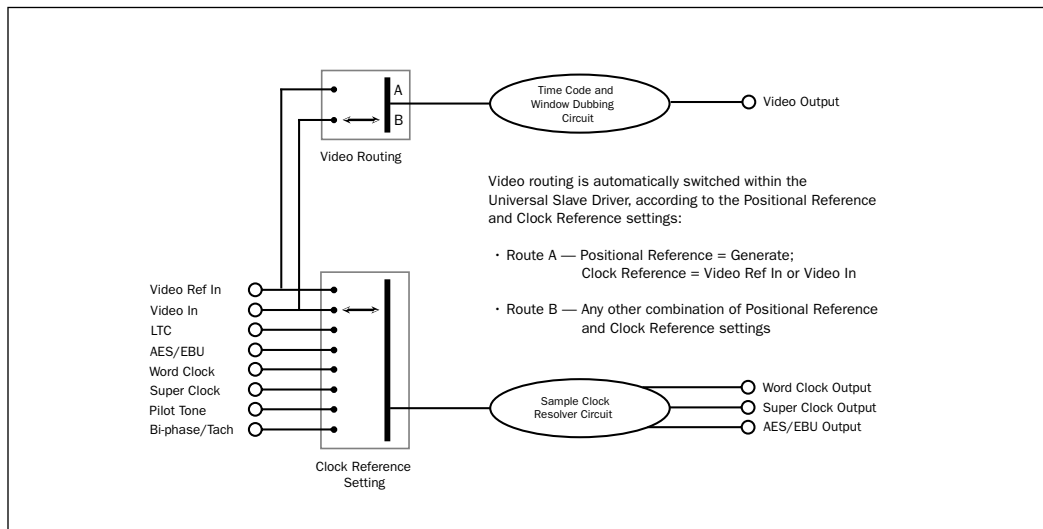 A
B
Video Routing
Time Code and
Window Dubbing
Circuit
Video Output
Video routing is automatically switched within the
Universal Slave Driver, according to the Positional Reference
and Clock Reference settings:
· Route A — Positional Reference = Generate;
Clock Reference = Video Ref In or Video In
· Route B — Any other combination of Positional Reference
and Clock Reference settings
Video Ref In
Video In
LTC
AES/EBU
Word Clock
Super Clock
Pilot Tone
Bi-phase/Tach
Clock Reference
Setting
Sample Clock
Resolver Circuit
Word Clock Output
Super Clock Output
AES/EBU Output